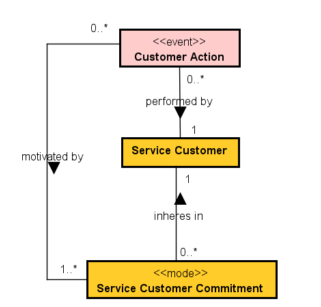 0..*
<<event>>
Customer Action
0..*
performed by
1
Service Customer
motivated by
1
inheres in
0..*
1..*
<<mode>>
Service Customer Commitment